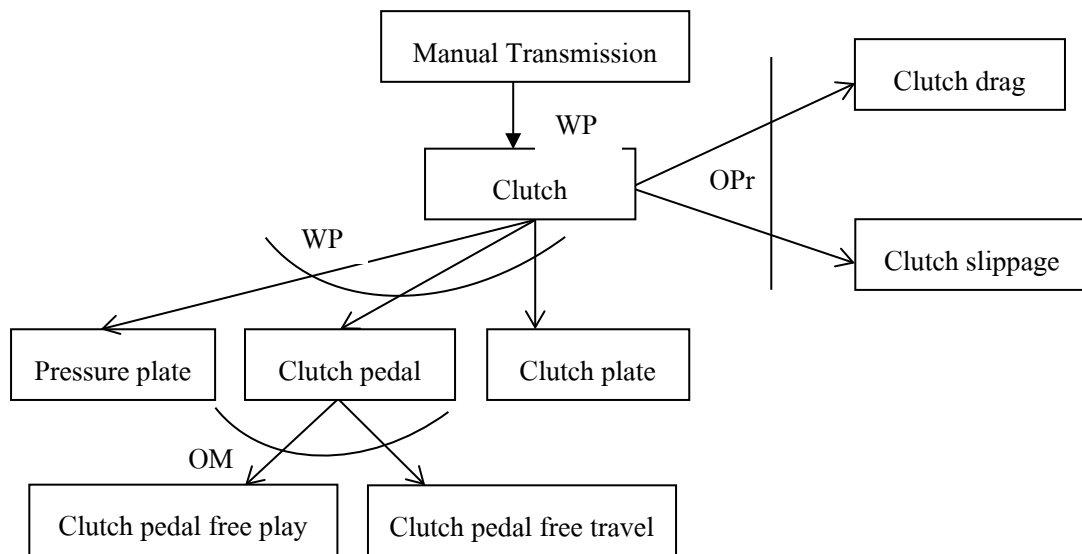 Manual Transmission
Clutch drag
WP
Clutch
OPr
WP
Clutch slippage
Pressure plate
Clutch pedal
Clutch plate
OM
Clutch pedal free play
Clutch pedal free travel